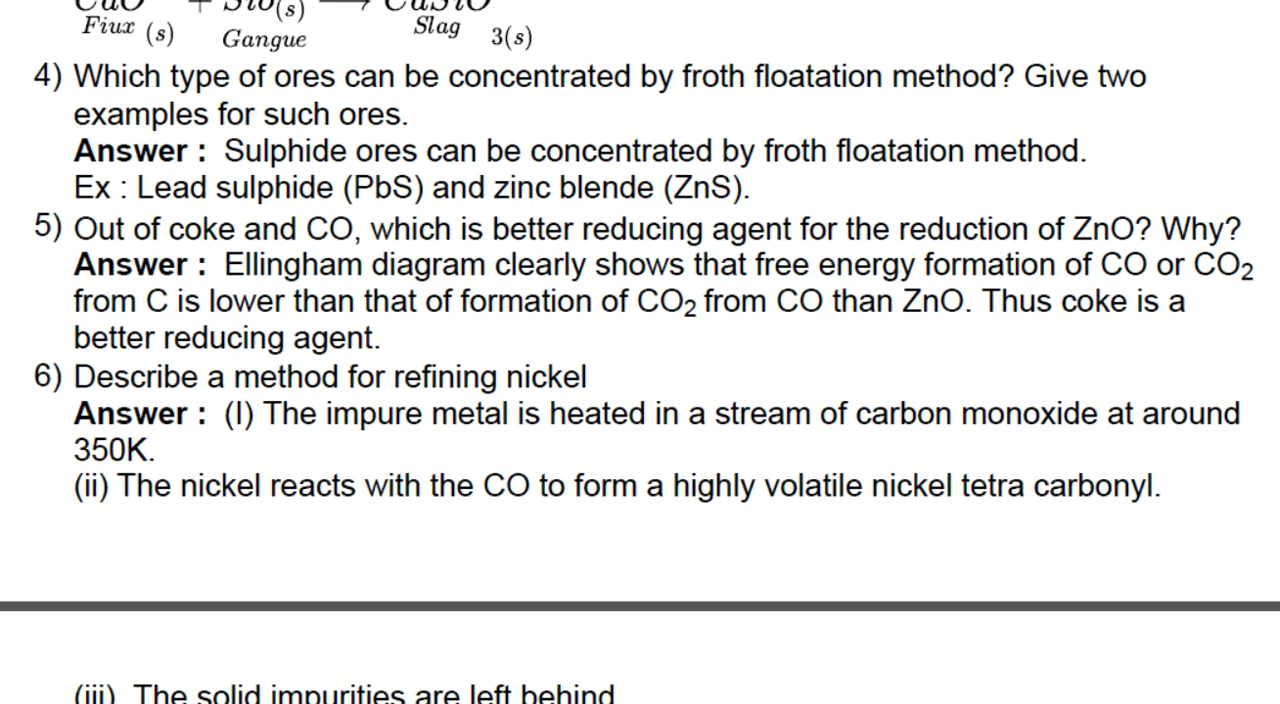 CaO + Sio(s) ⟶ CaSiO
Fiux (s) Gangue Slag 3(s)
4) Which type of ores can be concentrated by froth floatation method? Give two
examples for such ores.
Answer : Sulphide ores can be concentrated by froth floatation method.
Ex : Lead sulphide (PbS) and zinc blende (ZnS).
5) Out of coke and CO, which is better reducing agent for the reduction of ZnO? Why?
Answer : Ellingham diagram clearly shows that free energy formation of CO or CO₂
from C is lower than that of formation of CO₂ from CO than ZnO. Thus coke is a
better reducing agent.
6) Describe a method for refining nickel
Answer : (I) The impure metal is heated in a stream of carbon monoxide at around
350K.
(ii) The nickel reacts with the CO to form a highly volatile nickel tetra carbonyl.
(iii) The solid impurities are left behind